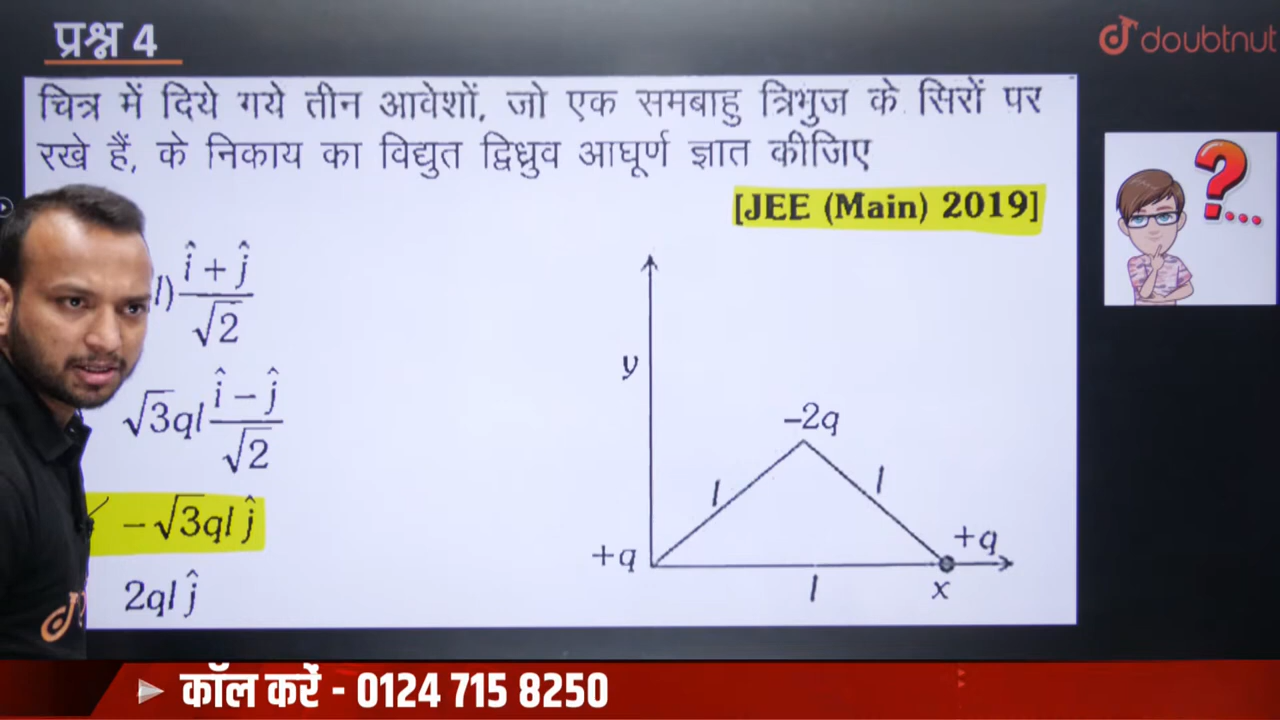 प्रश्न 4
doubtnut
चित्र में दिये गये तीन आवेशों, जो एक समबाहु त्रिभुज के सिरों पर
रखे हैं, के निकाय का विद्युत द्विध्रुव आघूर्ण ज्ञात कीजिए
[JEE (Main) 2019]
l) (î + ĵ)/√2
√3ql (î − ĵ)/√2
−√3ql ĵ
2ql ĵ
y
−2q
l
l
+q
+q
l
x
कॉल करें - 0124 715 8250